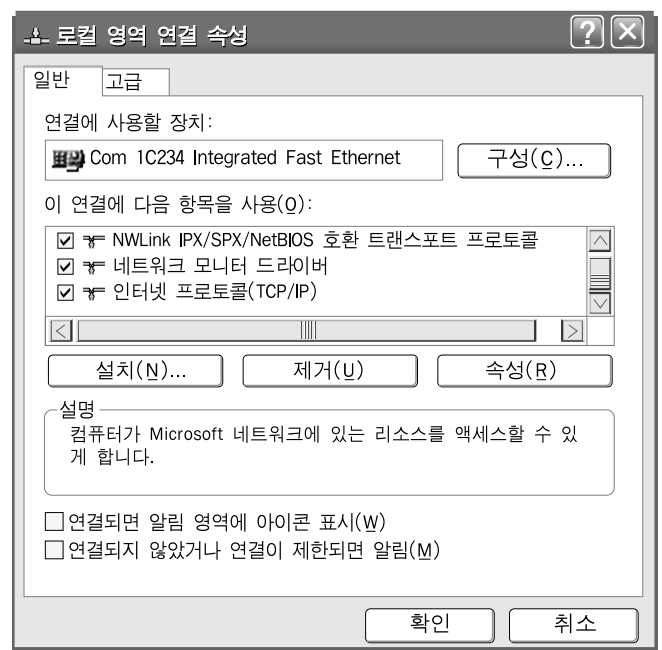 로컬 영역 연결 속성
일반 고급
연결에 사용할 장치:
Com 1C234 Integrated Fast Ethernet 구성(C)...
이 연결에 다음 항목을 사용(O):
NWLink IPX/SPX/NetBIOS 호환 트랜스포트 프로토콜
네트워크 모니터 드라이버
인터넷 프로토콜(TCP/IP)
설치(N)... 제거(U) 속성(R)
설명
컴퓨터가 Microsoft 네트워크에 있는 리소스를 액세스할 수 있
게 합니다.
연결되면 알림 영역에 아이콘 표시(W)
연결되지 않았거나 연결이 제한되면 알림(M)
확인 취소